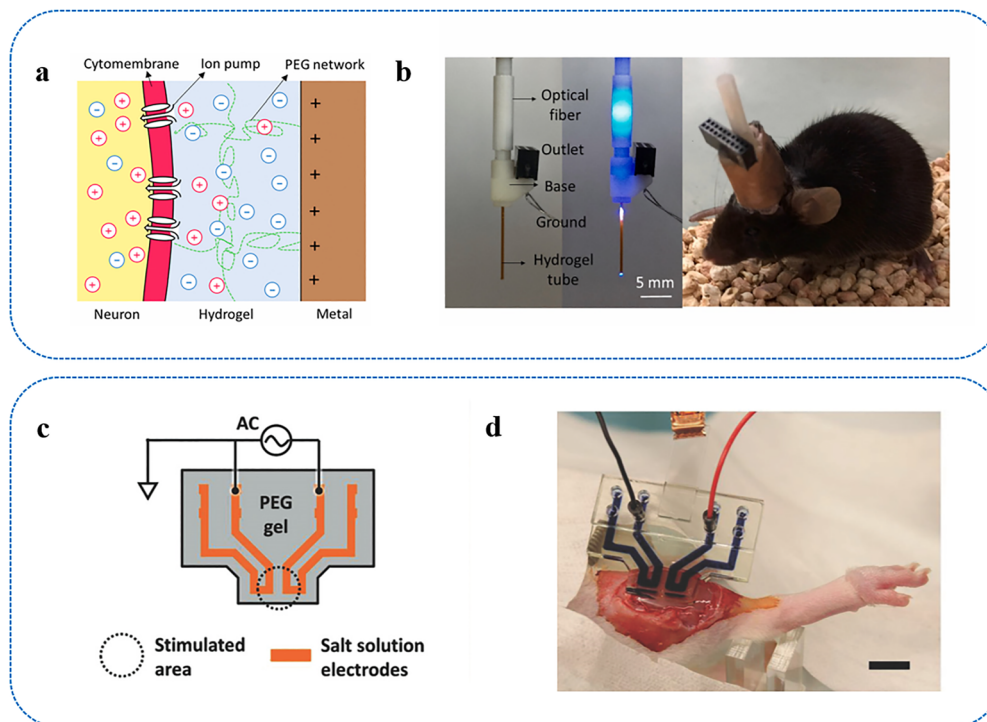 a
Cytomembrane
Ion pump
PEG network
Neuron
Hydrogel
Metal
b
Optical
fiber
Outlet
Base
Ground
Hydrogel
tube
5 mm
c
AC
PEG
gel
Stimulated
area
Salt solution
electrodes
d